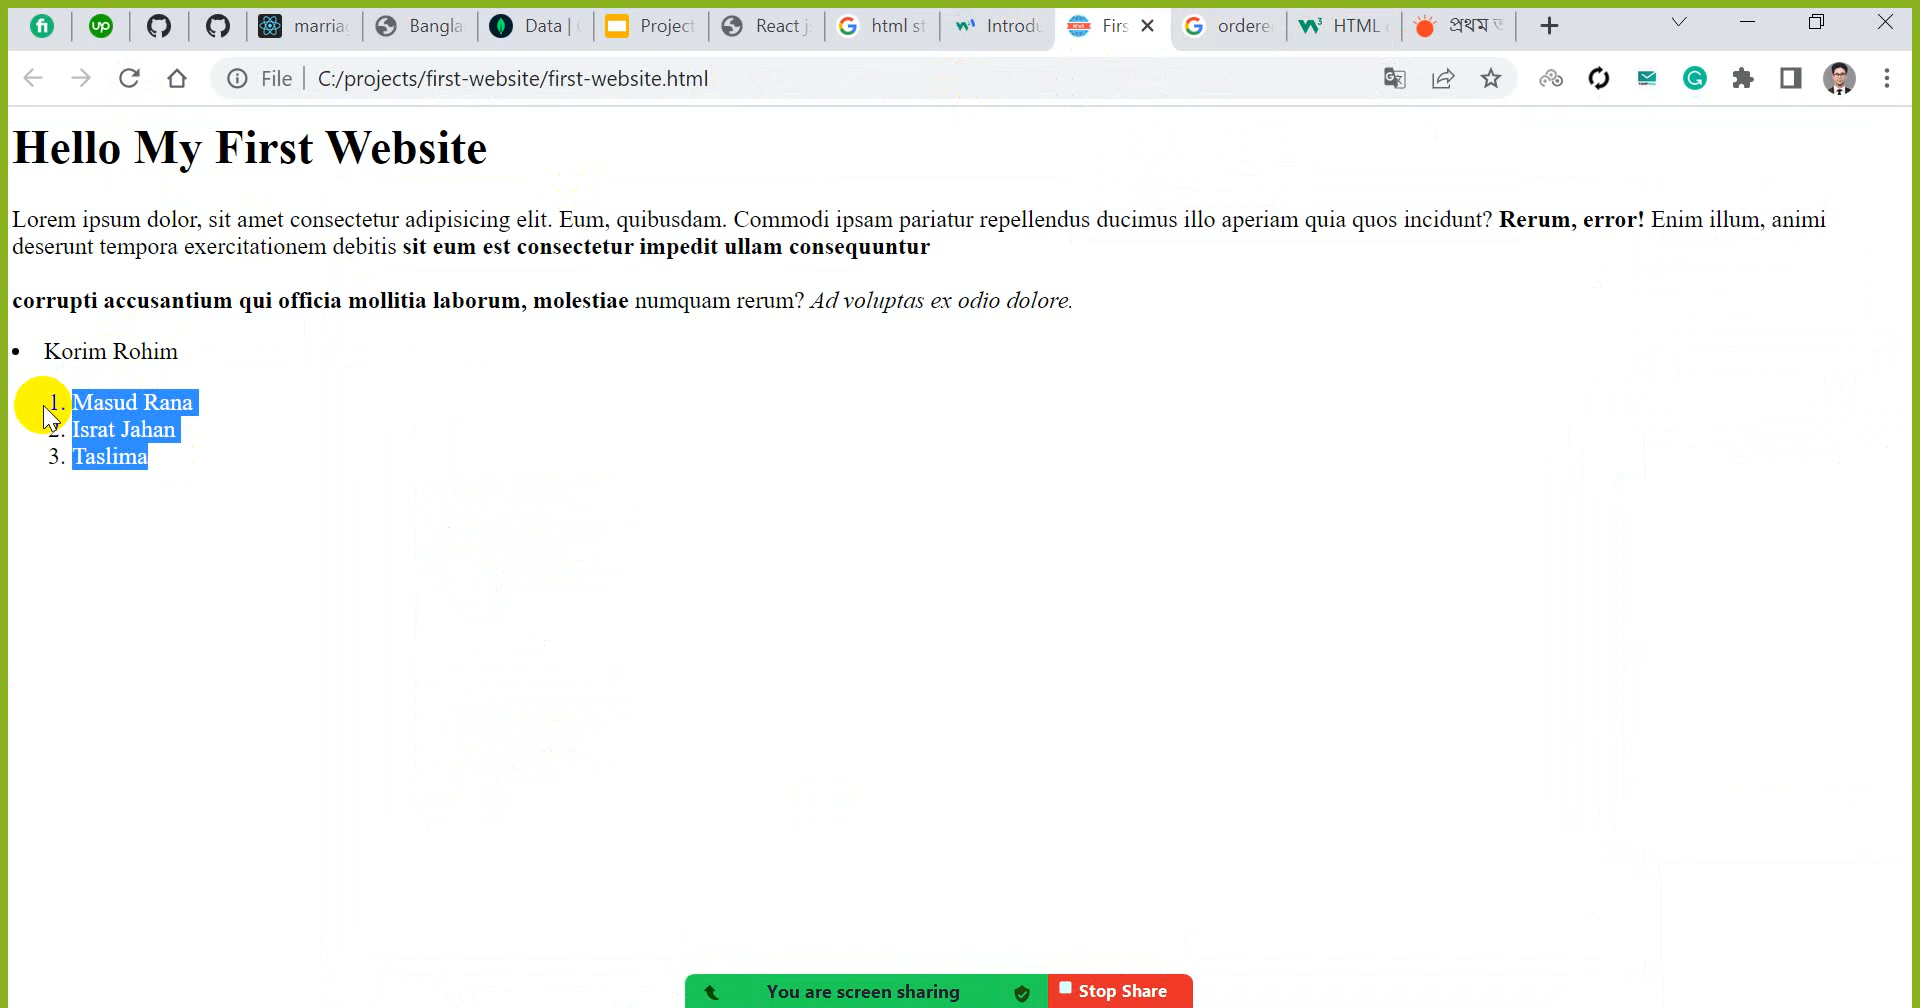 fi up marria Bangla Data | Project React j html st Introdu Firs ordere HTML প্রথম
File C:/projects/first-website/first-website.html
Hello My First Website
Lorem ipsum dolor, sit amet consectetur adipisicing elit. Eum, quibusdam. Commodi ipsam pariatur repellendus ducimus illo aperiam quia quos incidunt? Rerum, error! Enim illum, animi
deserunt tempora exercitationem debitis sit eum est consectetur impedit ullam consequuntur
corrupti accusantium qui officia mollitia laborum, molestiae numquam rerum? Ad voluptas ex odio dolore.
• Korim Rohim
1. Masud Rana
2. Israt Jahan
3. Taslima
You are screen sharing Stop Share